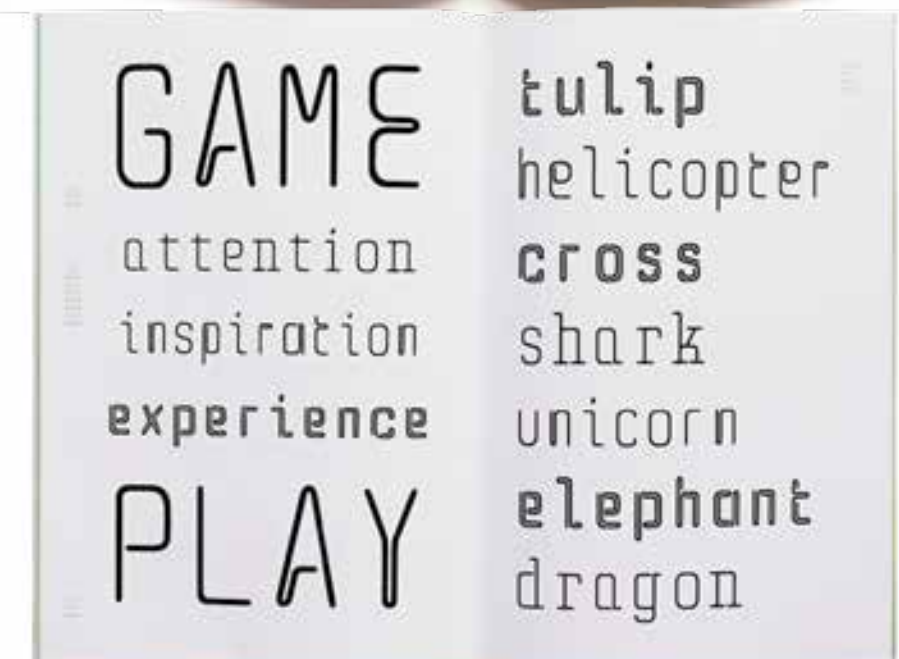 GAME
attention
inspiration
experience
PLAY
tulip
helicopter
cross
shark
unicorn
elephant
dragon